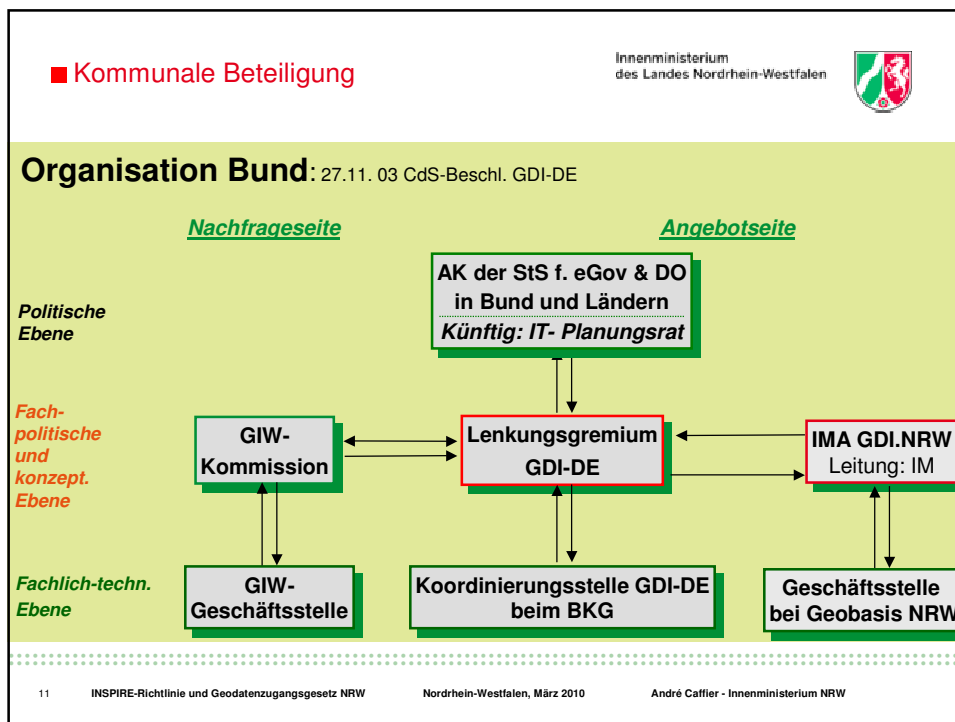 Kommunale Beteiligung
Innenministerium
des Landes Nordrhein-Westfalen
Organisation Bund: 27.11. 03 CdS-Beschl. GDI-DE
Nachfrageseite
Angebotseite
AK der StS f. eGov & DO
in Bund und Ländern
Künftig: IT- Planungsrat
Politische
Ebene
Fach-
politische
und
konzept.
Ebene
GIW-
Kommission
Lenkungsgremium
GDI-DE
IMA GDI.NRW
Leitung: IM
Fachlich-techn.
Ebene
GIW-
Geschäftsstelle
Koordinierungsstelle GDI-DE
beim BKG
Geschäftsstelle
bei Geobasis NRW
11 INSPIRE-Richtlinie und Geodatenzugangsgesetz NRW Nordrhein-Westfalen, März 2010 André Caffier - Innenministerium NRW